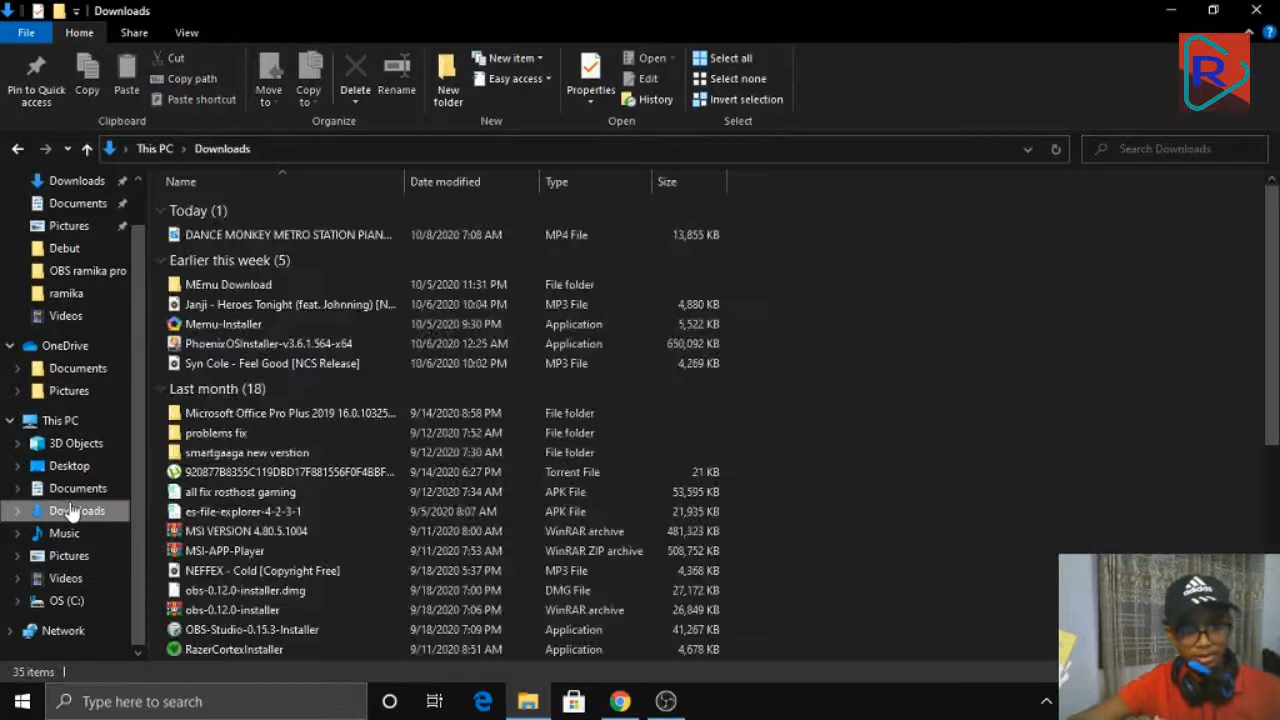 Downloads
File Home Share View
Pin to Quick access
Copy
Paste
Cut
Copy path
Paste shortcut
Clipboard
Move to
Copy to
Delete
Rename
Organize
New folder
New item
Easy access
New
Properties
Open
Edit
History
Open
Select all
Select none
Invert selection
Select
R
This PC > Downloads
Search Downloads
Downloads
Documents
Pictures
Debut
OBS ramika pro
ramika
Videos
OneDrive
Documents
Pictures
This PC
3D Objects
Desktop
Documents
Downloads
Music
Pictures
Videos
OS (C:)
Network
Name Date modified Type Size
Today (1)
DANCE MONKEY METRO STATION PIAN... 10/8/2020 7:08 AM MP4 File 13,855 KB
Earlier this week (5)
MEmu Download 10/5/2020 11:31 PM File folder
Janji - Heroes Tonight (feat. Johnning) [N... 10/6/2020 10:04 PM MP3 File 4,880 KB
Memu-Installer 10/5/2020 9:30 PM Application 5,522 KB
PhoenixOSInstaller-v3.6.1.564-x64 10/6/2020 12:25 AM Application 650,092 KB
Syn Cole - Feel Good [NCS Release] 10/6/2020 10:02 PM MP3 File 4,269 KB
Last month (18)
Microsoft Office Pro Plus 2019 16.0.10325... 9/14/2020 8:58 PM File folder
problems fix 9/12/2020 7:52 AM File folder
smartgaaga new verstion 9/12/2020 7:30 AM File folder
920877B8355C119DBD17F881556F0F4BBF... 9/14/2020 6:27 PM Torrent File 21 KB
all fix rosthost gaming 9/12/2020 7:34 AM APK File 53,595 KB
es-file-explorer-4-2-3-1 9/5/2020 8:07 AM APK File 21,935 KB
MSI VERSION 4.80.5.1004 9/11/2020 8:00 AM WinRAR archive 481,323 KB
MSI-APP-Player 9/11/2020 7:53 AM WinRAR ZIP archive 508,752 KB
NEFFEX - Cold [Copyright Free] 9/18/2020 5:37 PM MP3 File 4,368 KB
obs-0.12.0-installer.dmg 9/18/2020 7:00 PM DMG File 27,172 KB
obs-0.12.0-installer 9/18/2020 7:06 PM WinRAR archive 26,849 KB
OBS-Studio-0.15.3-Installer 9/18/2020 7:09 PM Application 41,267 KB
RazerCortexInstaller 9/11/2020 8:51 AM Application 4,678 KB
35 items
Type here to search
adidas